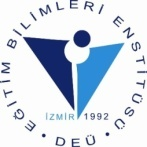 EĞİTİM BİLİMLERİ ENSTİTÜSÜ
İZMİR 1992
• DEÜ •